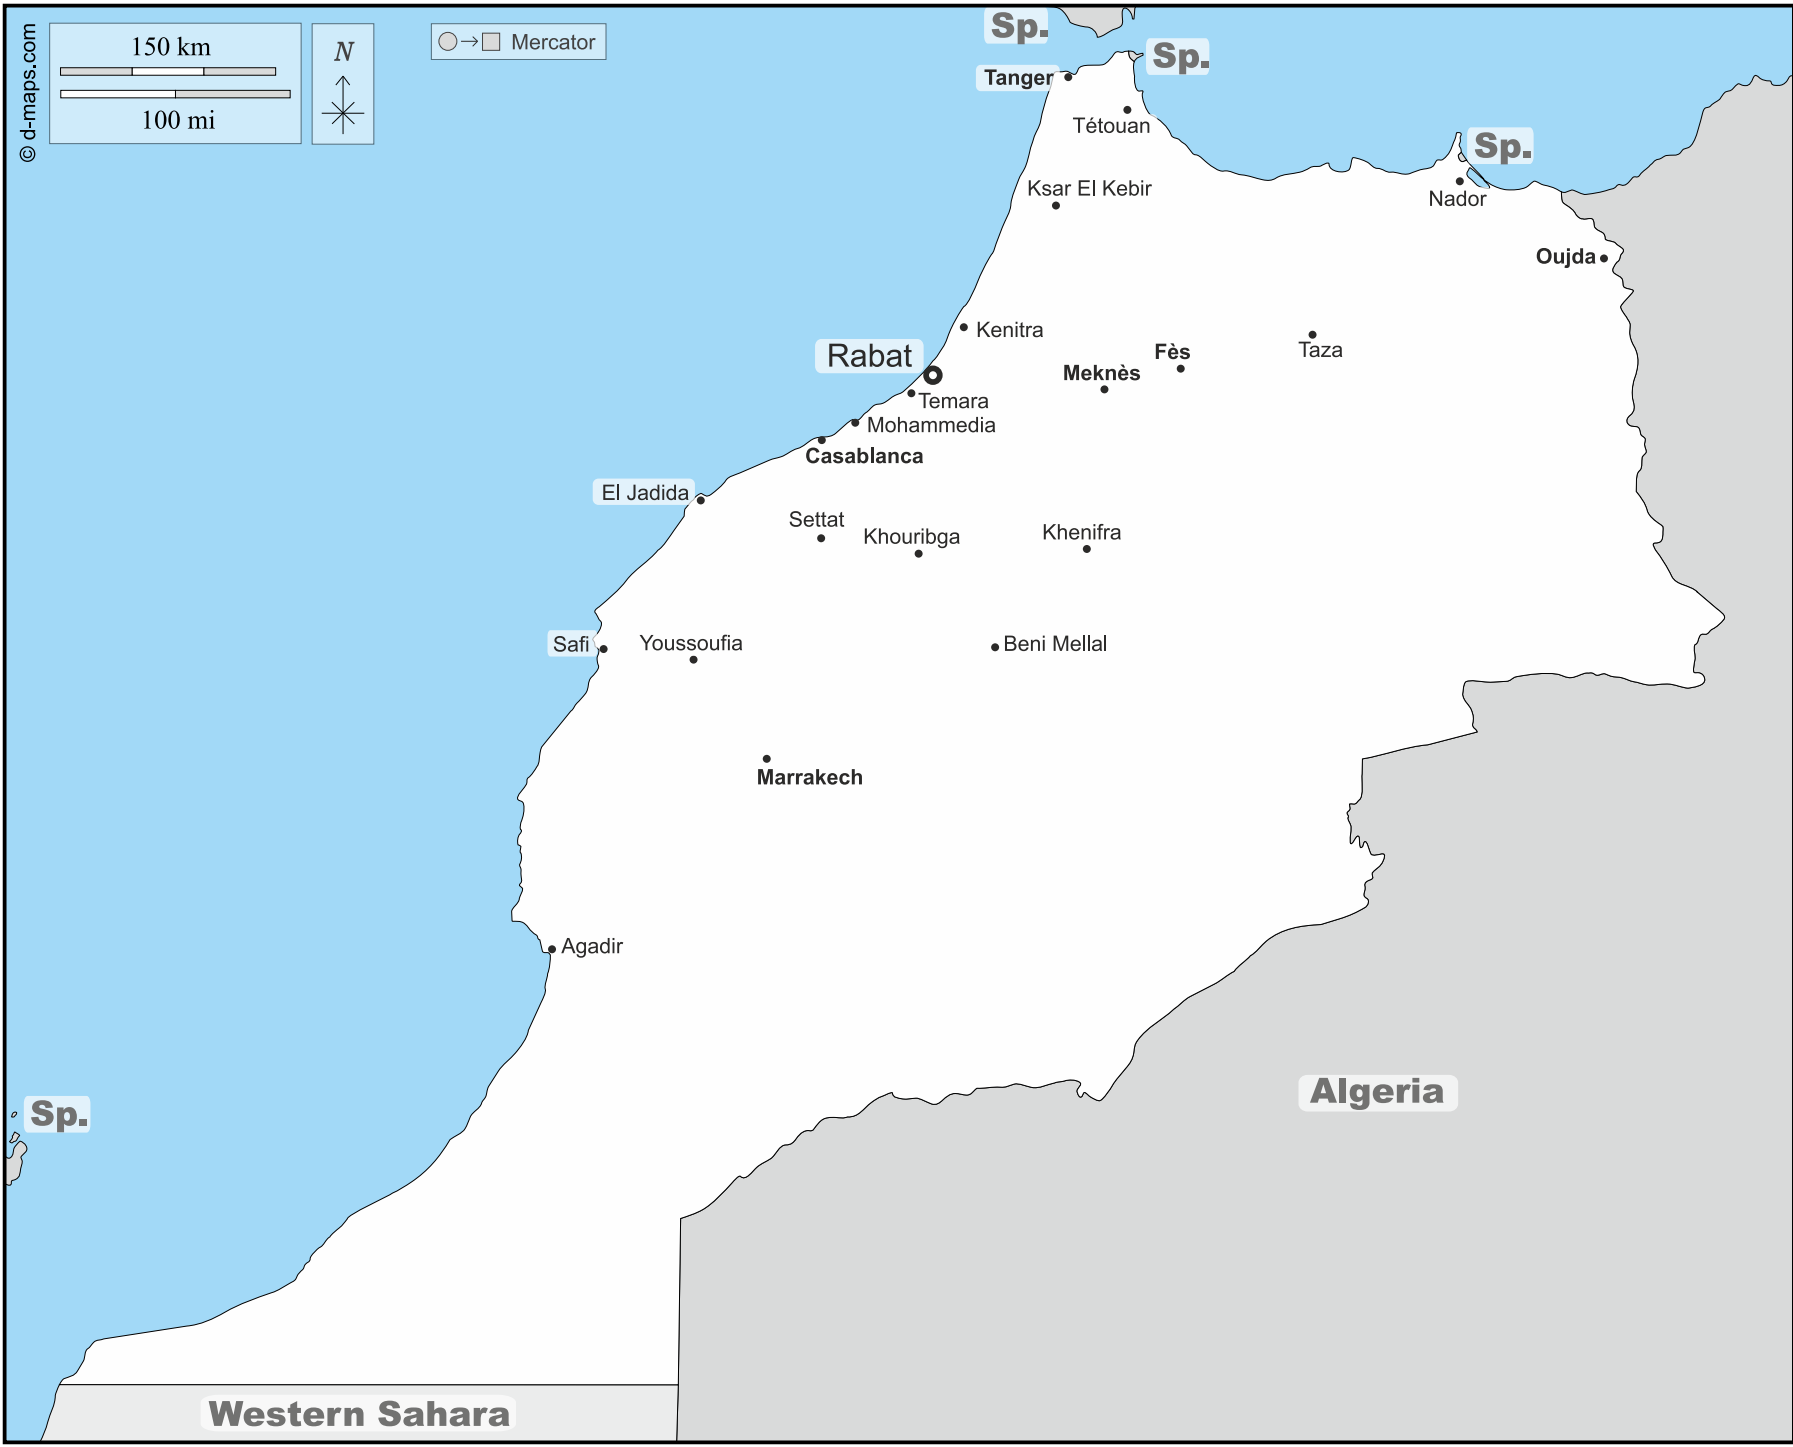 © d-maps.com
150 km
100 mi
N
Mercator
Sp.
Sp.
Tanger
Tétouan
Sp.
Nador
Ksar El Kebir
Oujda
Kenitra
Rabat
Fès
Taza
Meknès
Temara
Mohammedia
Casablanca
El Jadida
Settat
Khouribga
Khenifra
Safi
Youssoufia
Beni Mellal
Marrakech
Agadir
Algeria
Sp.
Western Sahara